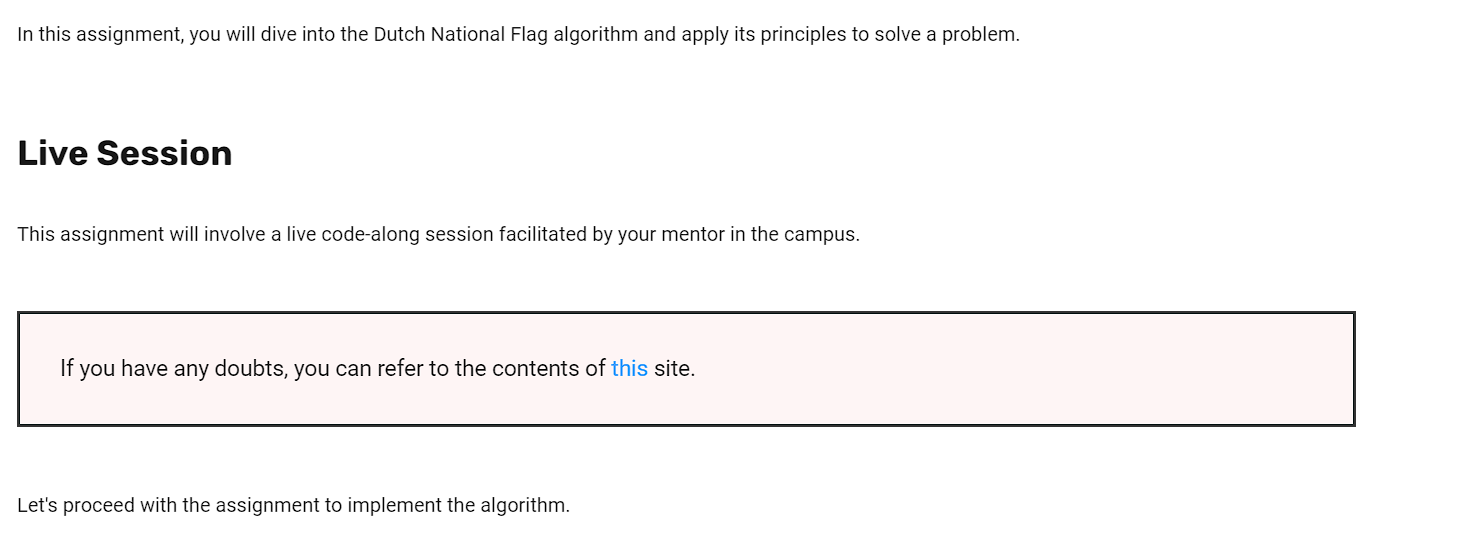 In this assignment, you will dive into the Dutch National Flag algorithm and apply its principles to solve a problem.
Live Session
This assignment will involve a live code-along session facilitated by your mentor in the campus.
If you have any doubts, you can refer to the contents of this site.
Let's proceed with the assignment to implement the algorithm.